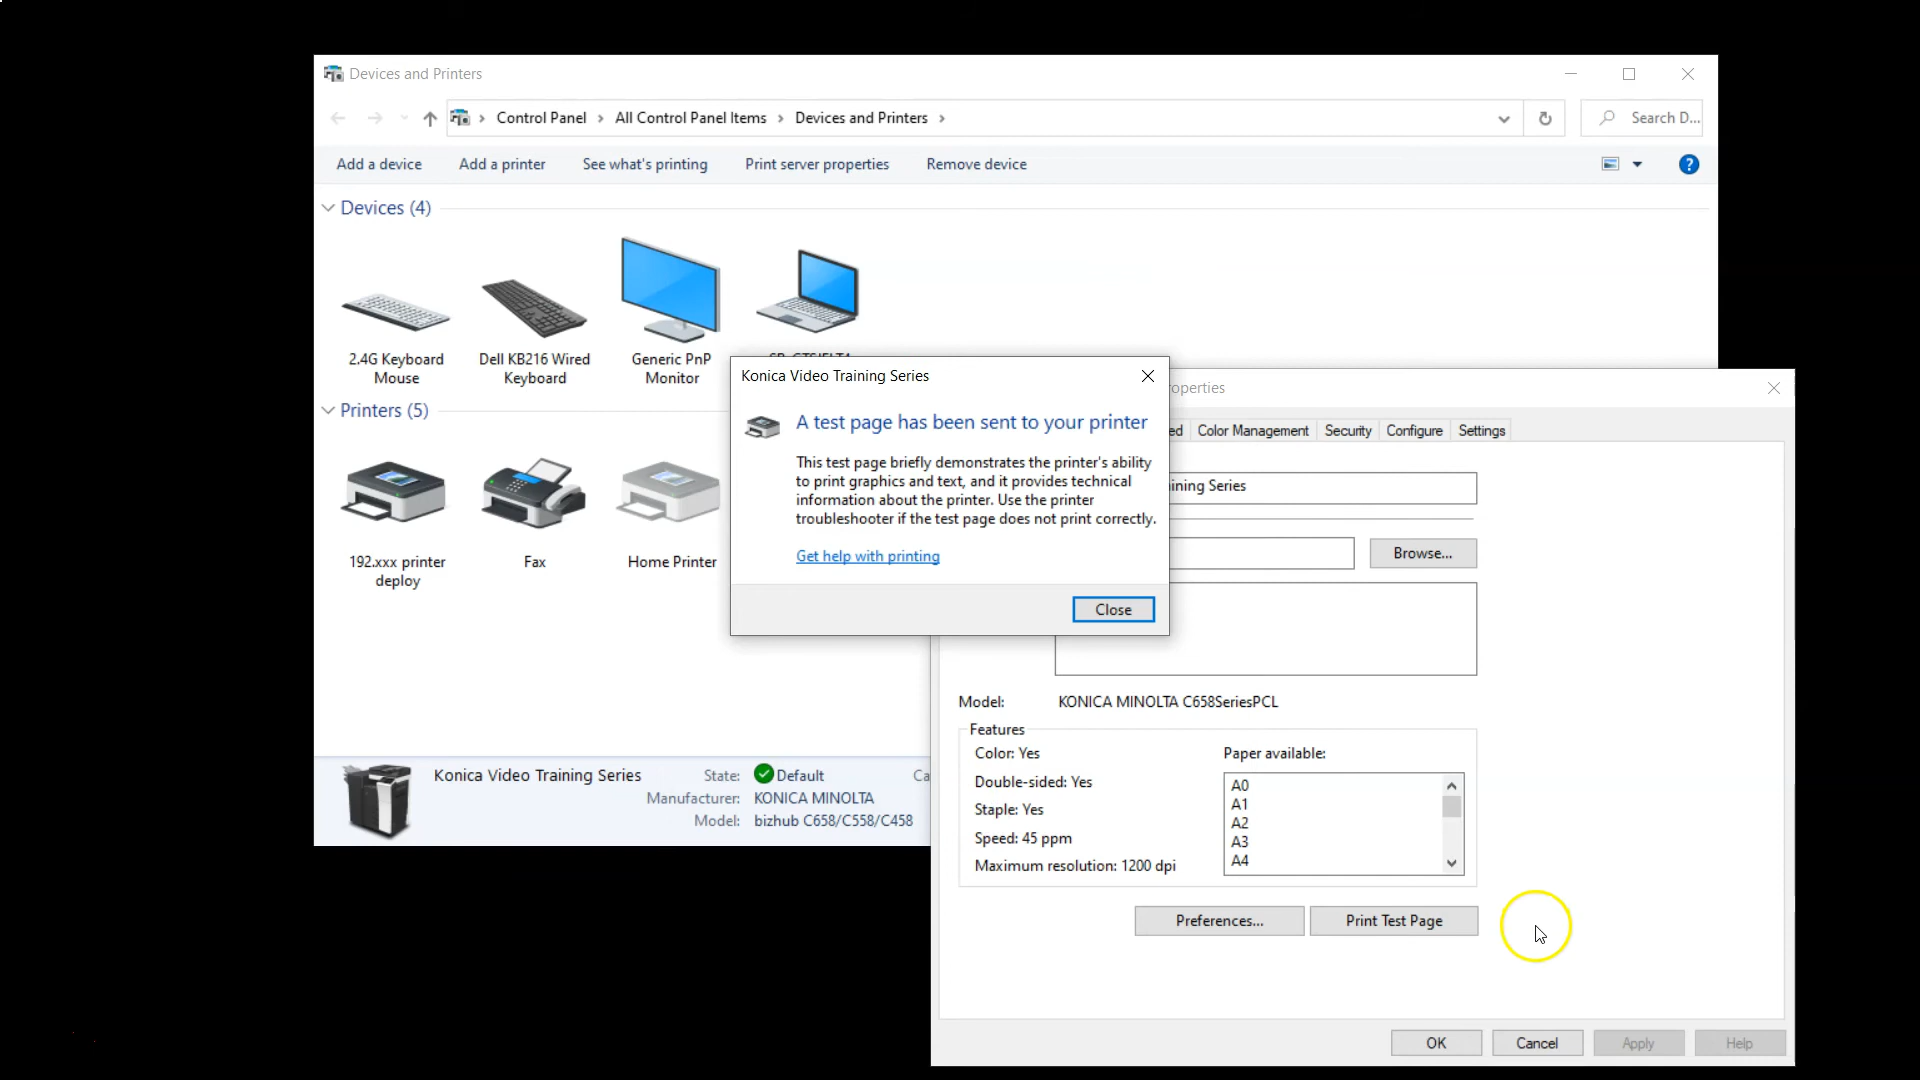 Devices and Printers
Control Panel > All Control Panel Items > Devices and Printers >
Search D...
Add a device Add a printer See what's printing Print server properties Remove device
Devices (4)
2.4G Keyboard Mouse
Dell KB216 Wired Keyboard
Generic PnP Monitor
Printers (5)
192.xxx printer deploy
Fax
Home Printer
Konica Video Training Series
A test page has been sent to your printer
This test page briefly demonstrates the printer's ability
to print graphics and text, and it provides technical
information about the printer. Use the printer
troubleshooter if the test page does not print correctly.
Get help with printing
Close
operties
ed Color Management Security Configure Settings
ining Series
Browse...
Model: KONICA MINOLTA C658SeriesPCL
Features
Color: Yes
Double-sided: Yes
Staple: Yes
Speed: 45 ppm
Maximum resolution: 1200 dpi
Paper available:
A0
A1
A2
A3
A4
Preferences... Print Test Page
OK Cancel Apply Help
Konica Video Training Series
State: Default
Ca
Manufacturer: KONICA MINOLTA
Model: bizhub C658/C558/C458